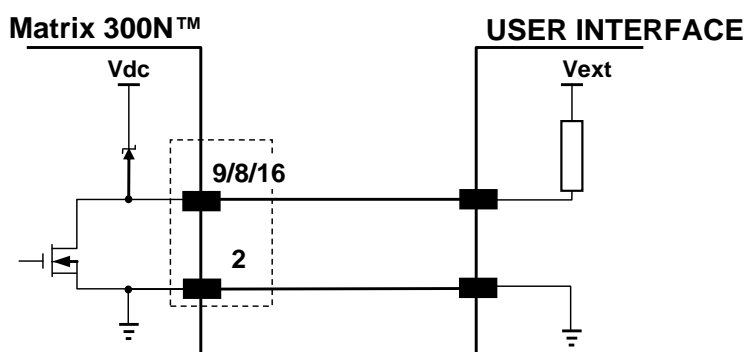 Matrix 300N™
USER INTERFACE
Vdc
Vext
9/8/16
2